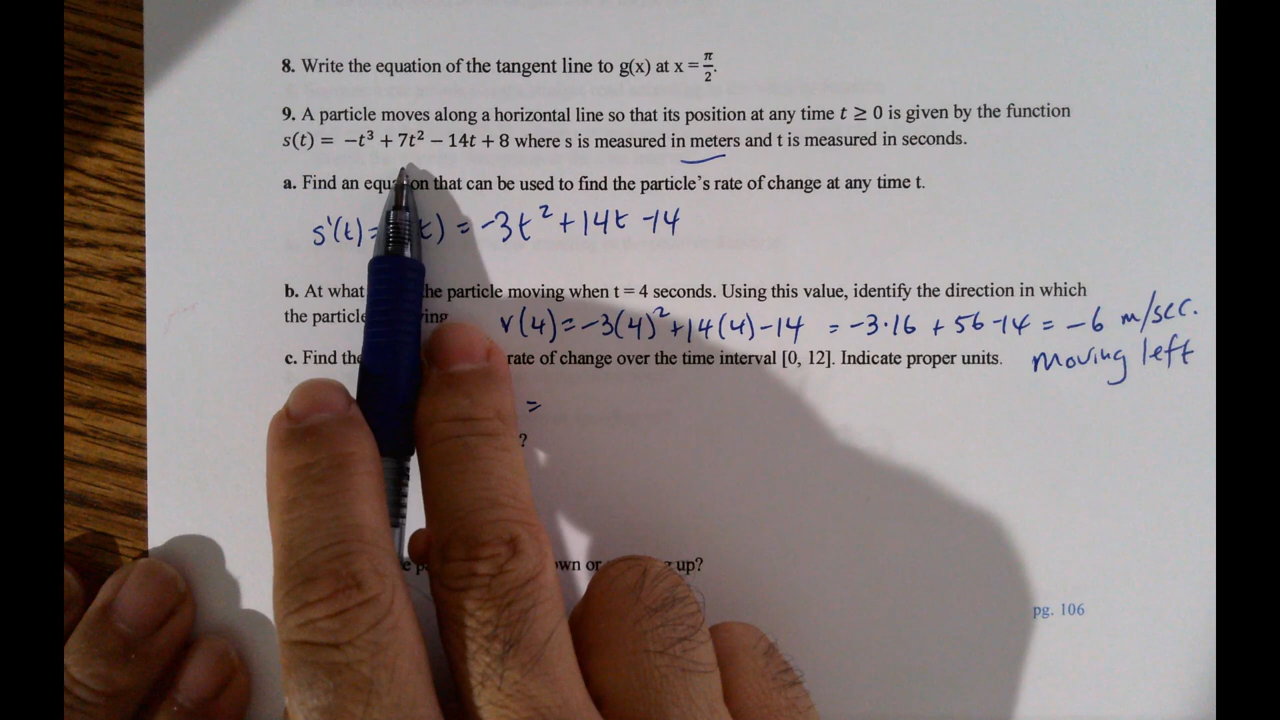 8. Write the equation of the tangent line to g(x) at x = π/2.
9. A particle moves along a horizontal line so that its position at any time t ≥ 0 is given by the function
s(t) = −t³ + 7t² − 14t + 8 where s is measured in meters and t is measured in seconds.
a. Find an equation that can be used to find the particle's rate of change at any time t.
s'(t) = t) = -3t² + 14t - 14
b. At what the particle moving when t = 4 seconds. Using this value, identify the direction in which
the particle
v(4) = -3(4)² + 14(4) - 14 = -3·16 + 56 - 14 = -6 m/sec.
c. Find the rate of change over the time interval [0, 12]. Indicate proper units.
moving left
=
?
own or up?
pg. 106